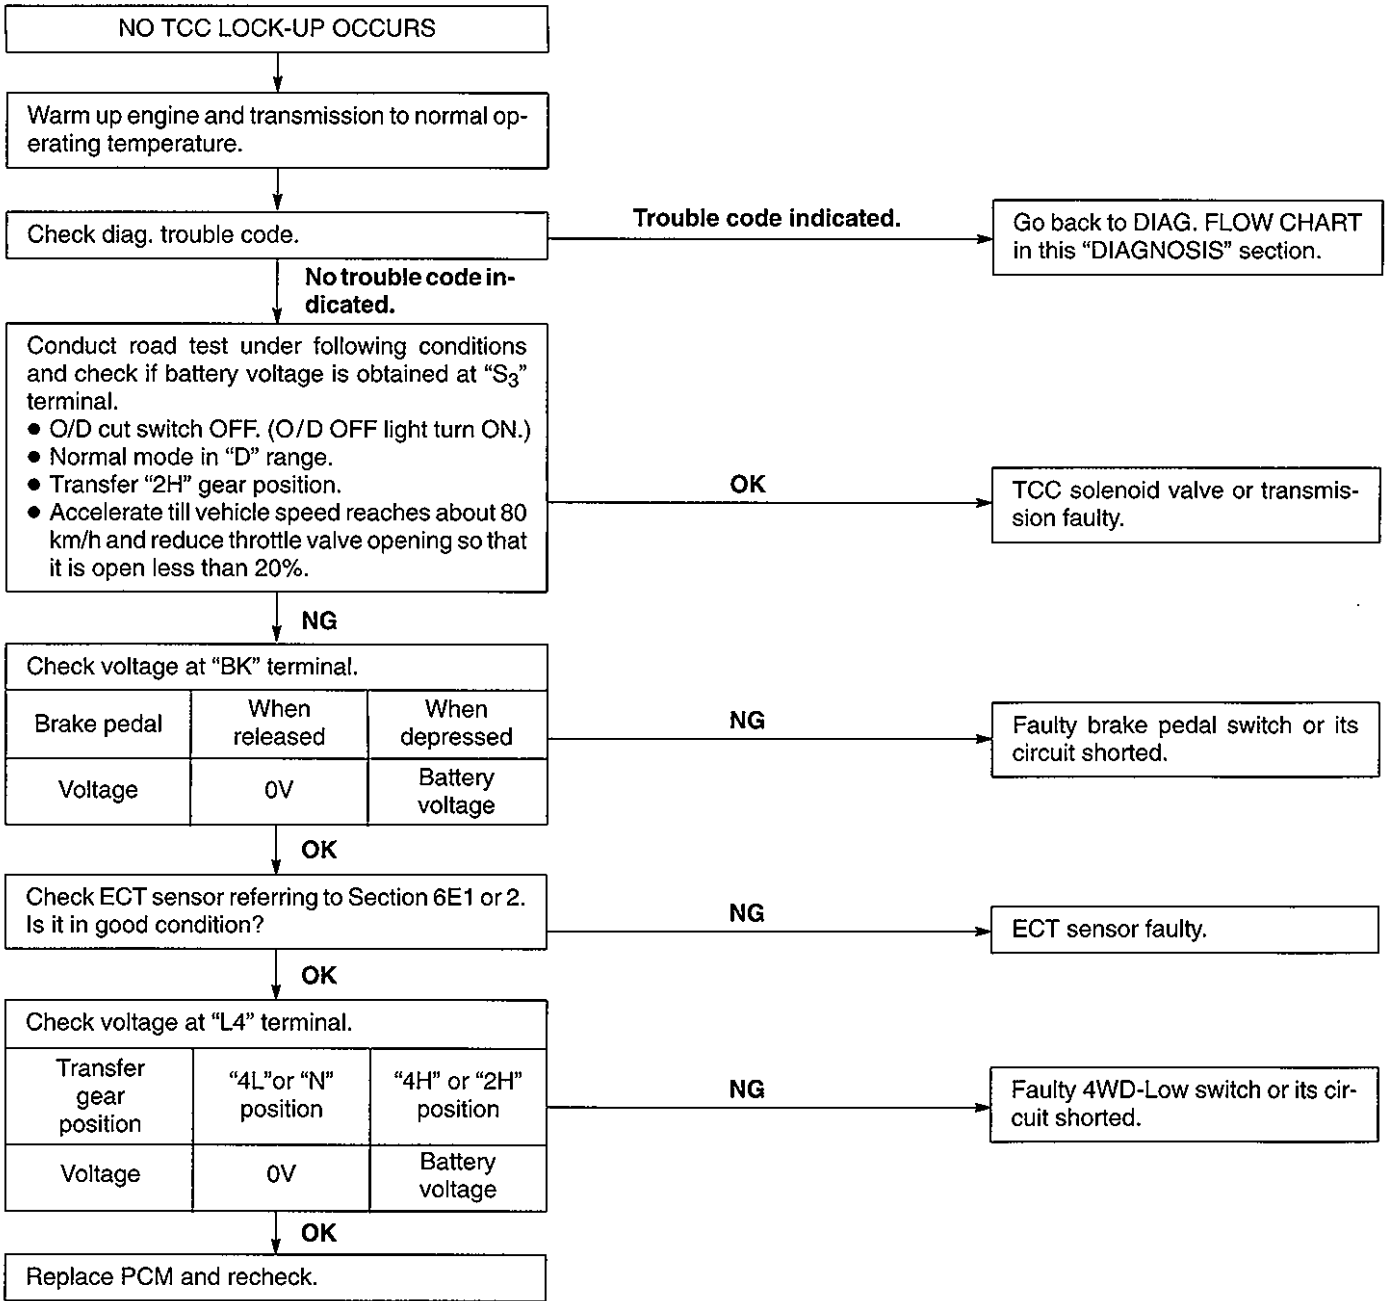 NO TCC LOCK-UP OCCURS
Warm up engine and transmission to normal op-
erating temperature.
Check diag. trouble code.
Trouble code indicated.
Go back to DIAG. FLOW CHART
in this “DIAGNOSIS” section.
No trouble code in-
dicated.
Conduct road test under following conditions
and check if battery voltage is obtained at “S3”
terminal.
● O/D cut switch OFF. (O/D OFF light turn ON.)
● Normal mode in “D” range.
● Transfer “2H” gear position.
● Accelerate till vehicle speed reaches about 80
km/h and reduce throttle valve opening so that
it is open less than 20%.
OK
TCC solenoid valve or transmis-
sion faulty.
NG
Check voltage at “BK” terminal.
Brake pedal
When
released
When
depressed
Voltage
0V
Battery
voltage
NG
Faulty brake pedal switch or its
circuit shorted.
OK
Check ECT sensor referring to Section 6E1 or 2.
Is it in good condition?
NG
ECT sensor faulty.
OK
Check voltage at “L4” terminal.
Transfer
gear
position
“4L”or “N”
position
“4H” or “2H”
position
Voltage
0V
Battery
voltage
NG
Faulty 4WD-Low switch or its cir-
cuit shorted.
OK
Replace PCM and recheck.